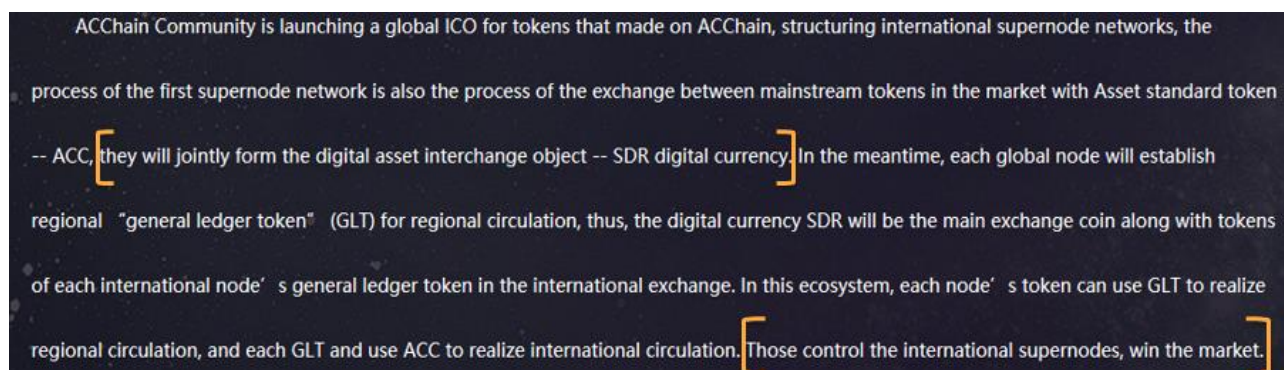 ACChain Community is launching a global ICO for tokens that made on ACChain, structuring international supernode networks, the
process of the first supernode network is also the process of the exchange between mainstream tokens in the market with Asset standard token
-- ACC, they will jointly form the digital asset interchange object -- SDR digital currency. In the meantime, each global node will establish
regional “general ledger token” (GLT) for regional circulation, thus, the digital currency SDR will be the main exchange coin along with tokens
of each international node’ s general ledger token in the international exchange. In this ecosystem, each node’ s token can use GLT to realize
regional circulation, and each GLT and use ACC to realize international circulation. Those control the international supernodes, win the market.